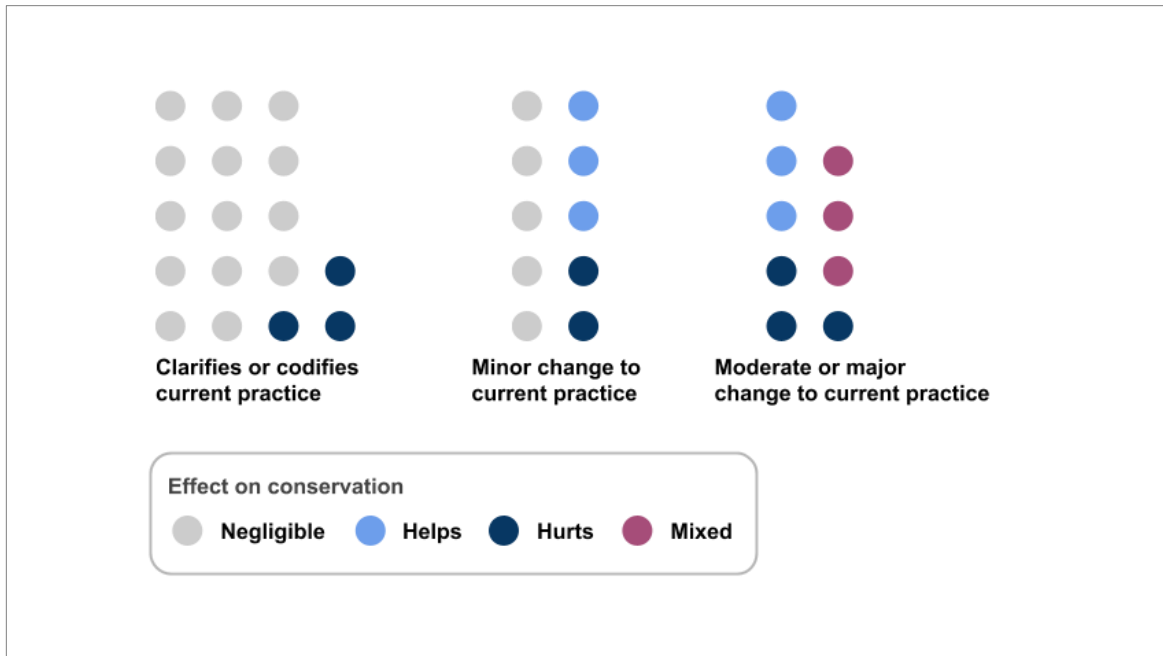 Clarifies or codifies
current practice
Minor change to
current practice
Moderate or major
change to current practice
Effect on conservation
Negligible
Helps
Hurts
Mixed